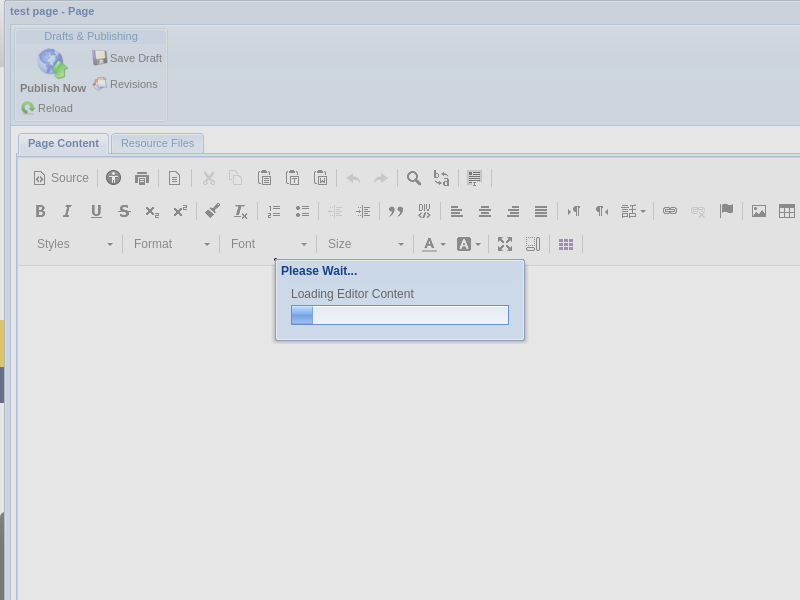 test page - Page
Drafts & Publishing
Publish Now
Save Draft
Revisions
Reload
Page Content
Resource Files
Source
Styles
Format
Font
Size
Please Wait...
Loading Editor Content